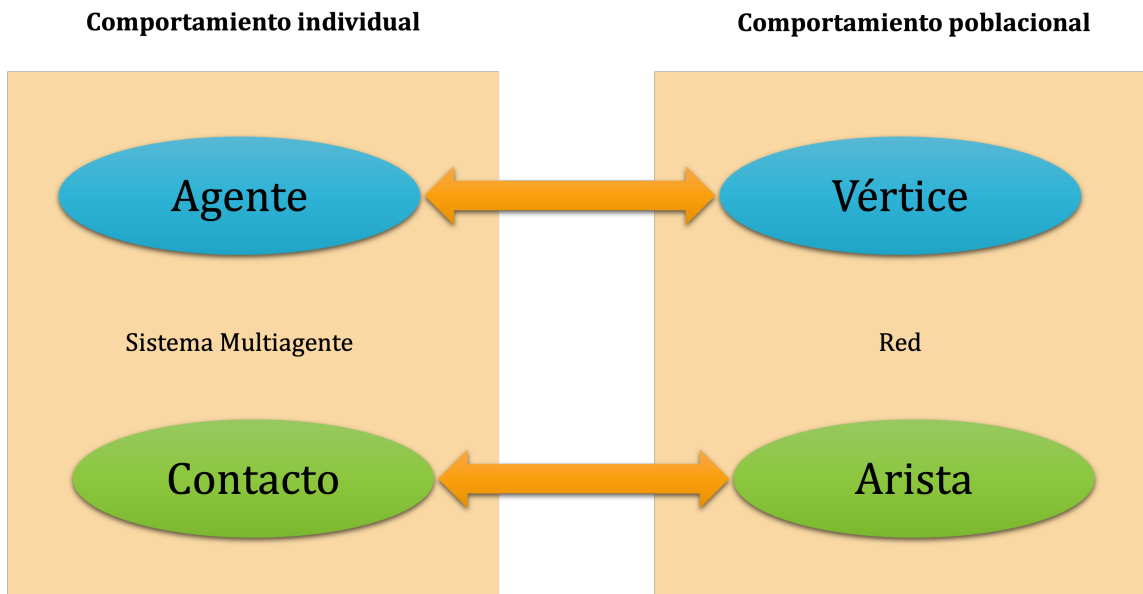 Comportamiento individual
Comportamiento poblacional
Agente
Vértice
Sistema Multiagente
Red
Contacto
Arista